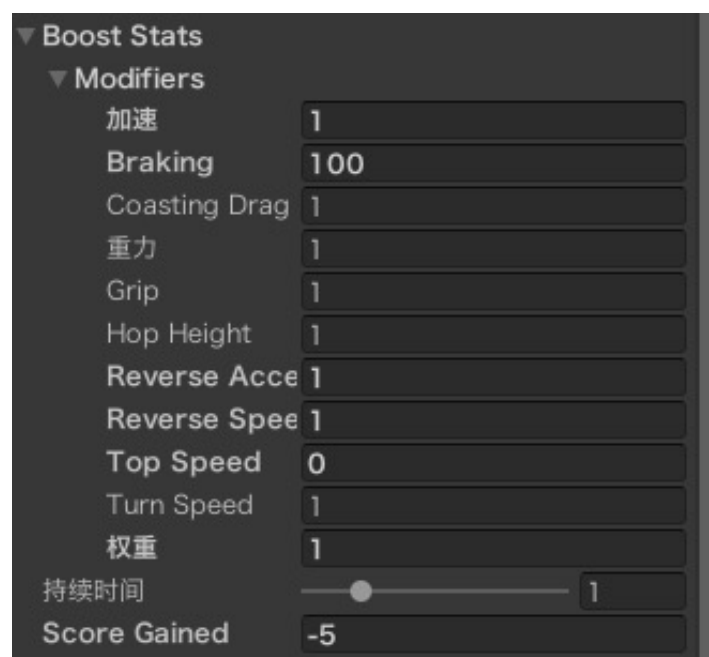 Boost Stats
Modifiers
加速 1
Braking 100
Coasting Drag 1
重力 1
Grip 1
Hop Height 1
Reverse Acce 1
Reverse Spee 1
Top Speed 0
Turn Speed 1
权重 1
持续时间 1
Score Gained -5